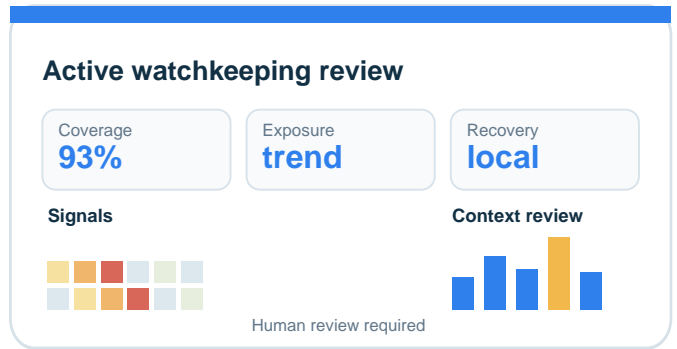 Active watchkeeping review
Coverage
93%
Exposure
trend
Recovery
local
Signals
Context review
Human review required